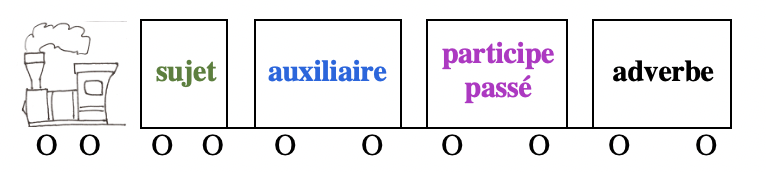 sujet
auxiliaire
participe
passé
adverbe
O O O O O O O O O O